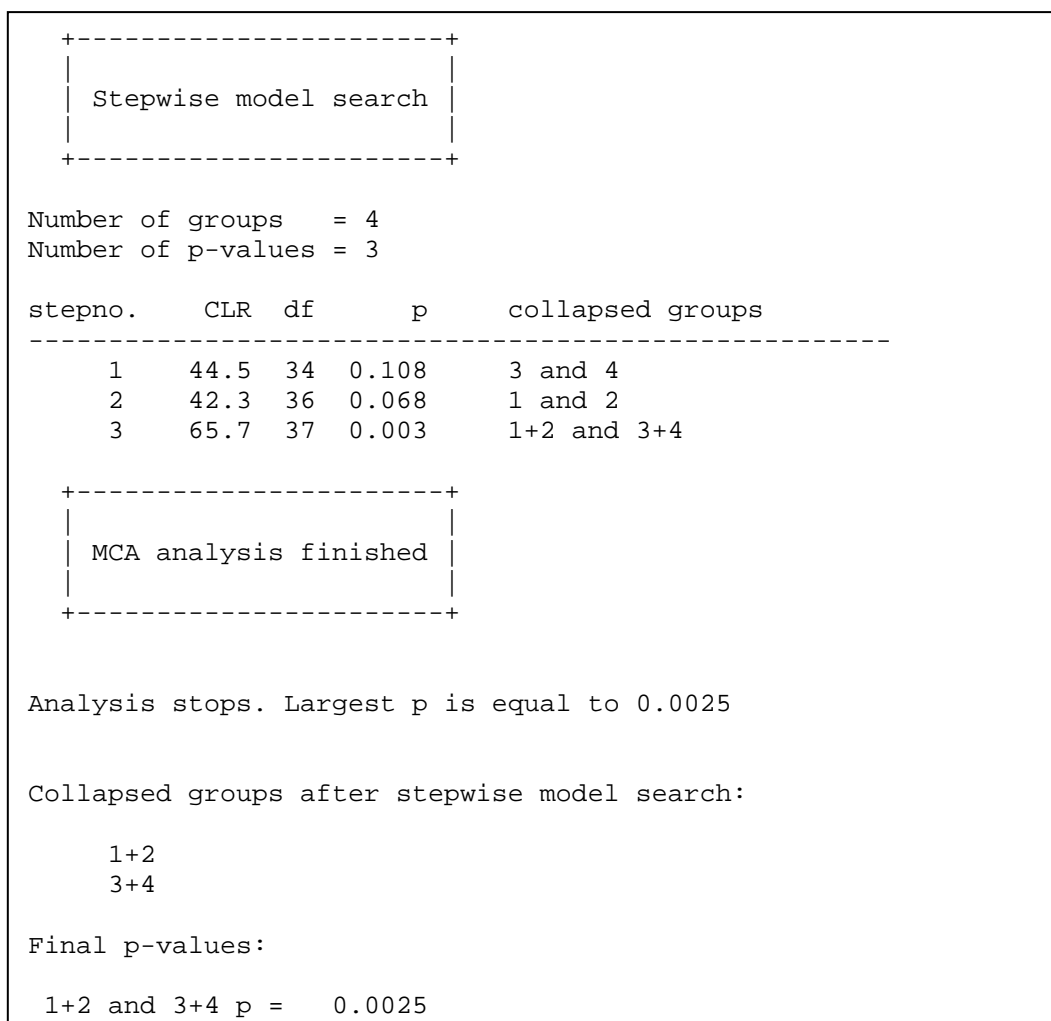 +-----------------------+
|                       |
| Stepwise model search |
|                       |
+-----------------------+
Number of groups   = 4
Number of p-values = 3
stepno.     CLR  df      p     collapsed groups
------------------------------------------------------
     1     44.5  34  0.108     3 and 4
     2     42.3  36  0.068     1 and 2
     3     65.7  37  0.003     1+2 and 3+4
+-----------------------+
|                       |
| MCA analysis finished |
|                       |
+-----------------------+
Analysis stops. Largest p is equal to 0.0025
Collapsed groups after stepwise model search:
     1+2
     3+4
Final p-values:
 1+2 and 3+4 p =   0.0025